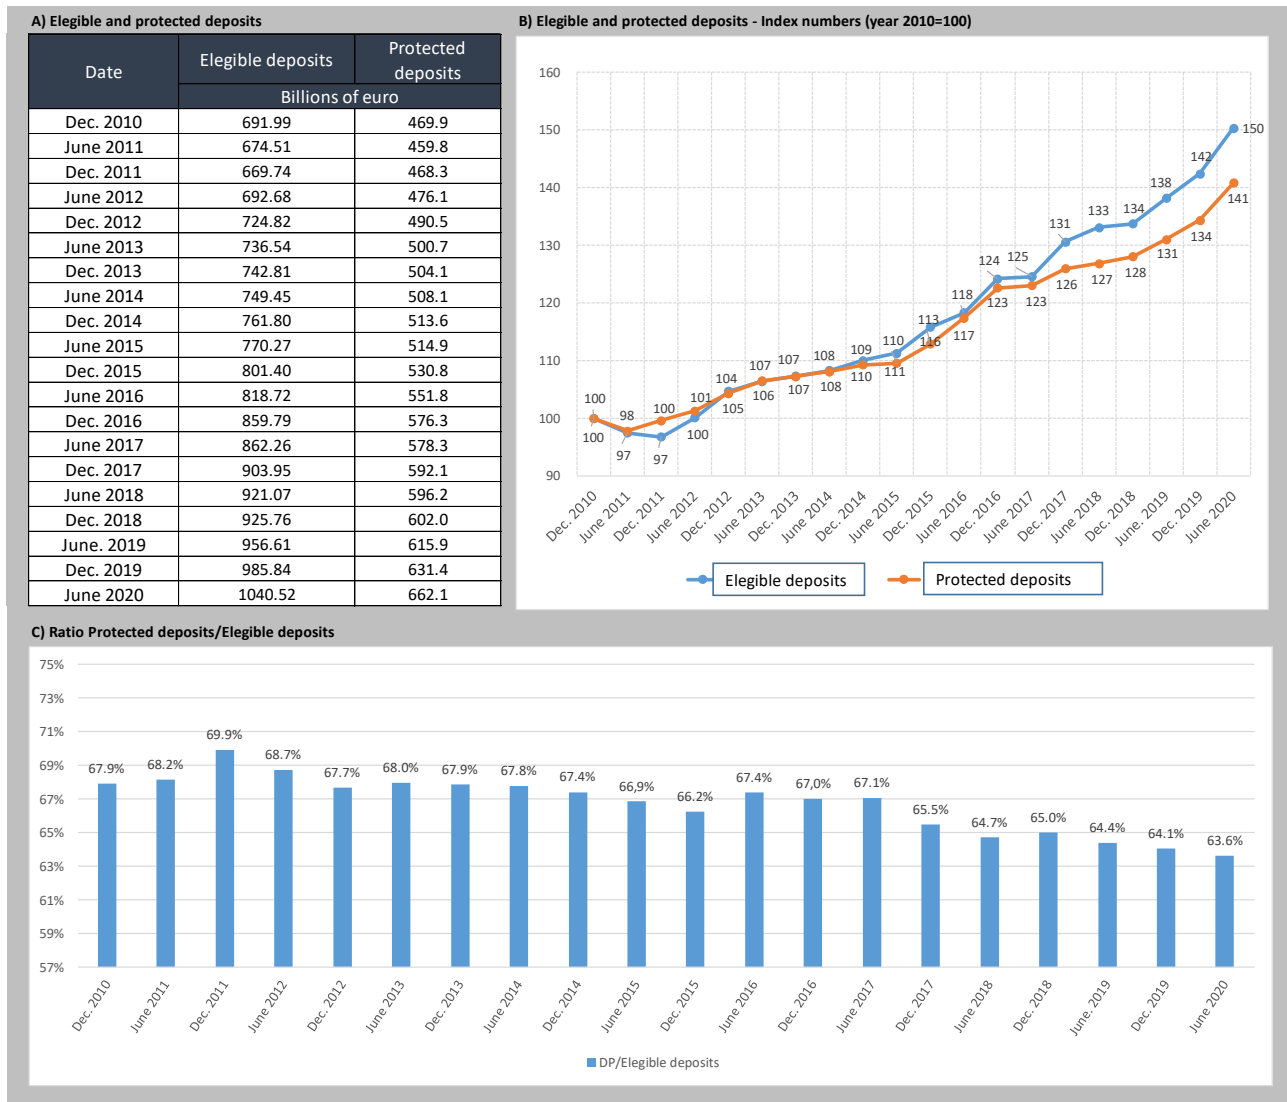 A) Elegible and protected deposits
Date Elegible deposits Protected deposits
Billions of euro
Dec. 2010 691.99 469.9
June 2011 674.51 459.8
Dec. 2011 669.74 468.3
June 2012 692.68 476.1
Dec. 2012 724.82 490.5
June 2013 736.54 500.7
Dec. 2013 742.81 504.1
June 2014 749.45 508.1
Dec. 2014 761.80 513.6
June 2015 770.27 514.9
Dec. 2015 801.40 530.8
June 2016 818.72 551.8
Dec. 2016 859.79 576.3
June 2017 862.26 578.3
Dec. 2017 903.95 592.1
June 2018 921.07 596.2
Dec. 2018 925.76 602.0
June. 2019 956.61 615.9
Dec. 2019 985.84 631.4
June 2020 1040.52 662.1
B) Elegible and protected deposits - Index numbers (year 2010=100)
160
150
140
130
120
110
100
90
100 98 100 101 104 107 107 108 109 110 113 118 124 125 131 133 134 138 142 150
100 97 97 100 105 106 107 108 110 111 116 117 123 123 126 127 128 131 134 141
Dec. 2010 June 2011 Dec. 2011 June 2012 Dec. 2012 June 2013 Dec. 2013 June 2014 Dec. 2014 June 2015 Dec. 2015 June 2016 Dec. 2016 June 2017 Dec. 2017 June 2018 Dec. 2018 June. 2019 Dec. 2019 June 2020
Elegible deposits Protected deposits
C) Ratio Protected deposits/Elegible deposits
75%
73%
71%
69%
67%
65%
63%
61%
59%
57%
67.9% 68.2% 69.9% 68.7% 67.7% 68.0% 67.9% 67.8% 67.4% 66,9% 66.2% 67.4% 67,0% 67.1% 65.5% 64.7% 65.0% 64.4% 64.1% 63.6%
Dec. 2010 June 2011 Dec. 2011 June 2012 Dec. 2012 June 2013 Dec. 2013 June 2014 Dec. 2014 June 2015 Dec. 2015 June 2016 Dec. 2016 June 2017 Dec. 2017 June 2018 Dec. 2018 June. 2019 Dec. 2019 June 2020
DP/Elegible deposits